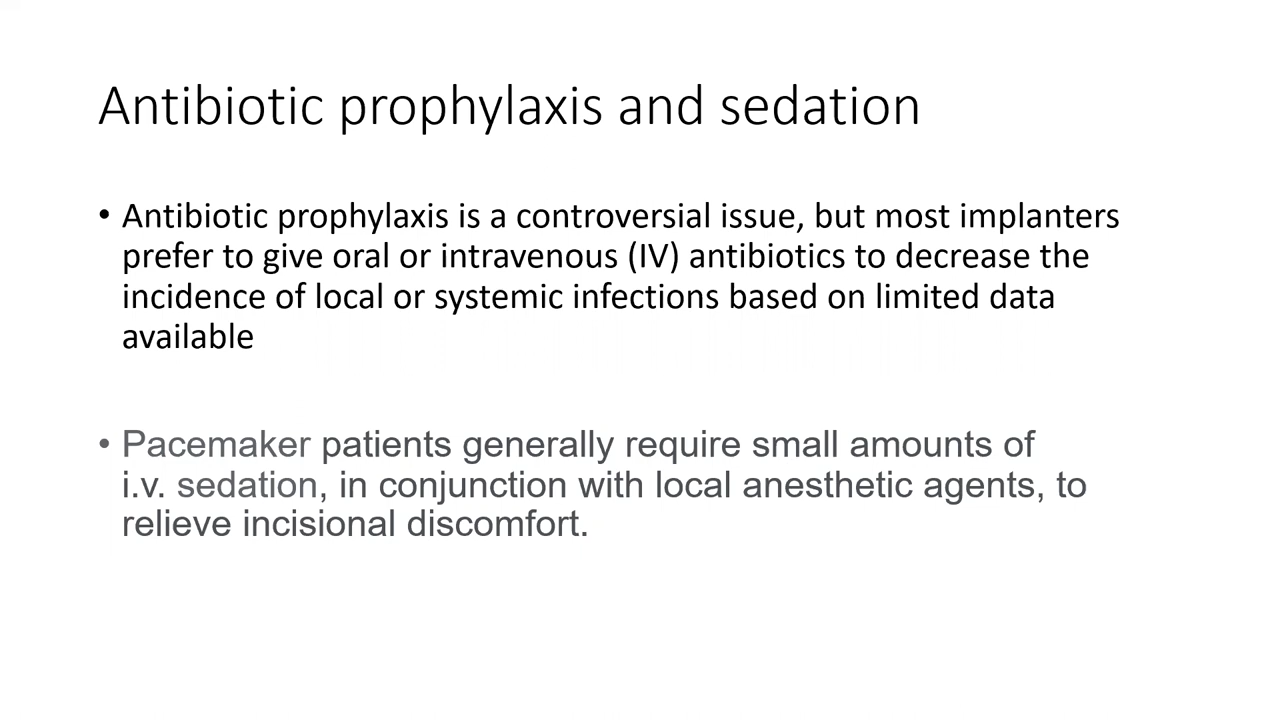 Antibiotic prophylaxis and sedation
• Antibiotic prophylaxis is a controversial issue, but most implanters
prefer to give oral or intravenous (IV) antibiotics to decrease the
incidence of local or systemic infections based on limited data
available
• Pacemaker patients generally require small amounts of
i.v. sedation, in conjunction with local anesthetic agents, to
relieve incisional discomfort.